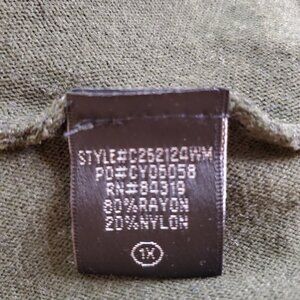 STYLE#C252124WM
PO#CY05058
RN#84319
80%RAYON
20%NYLON
1X